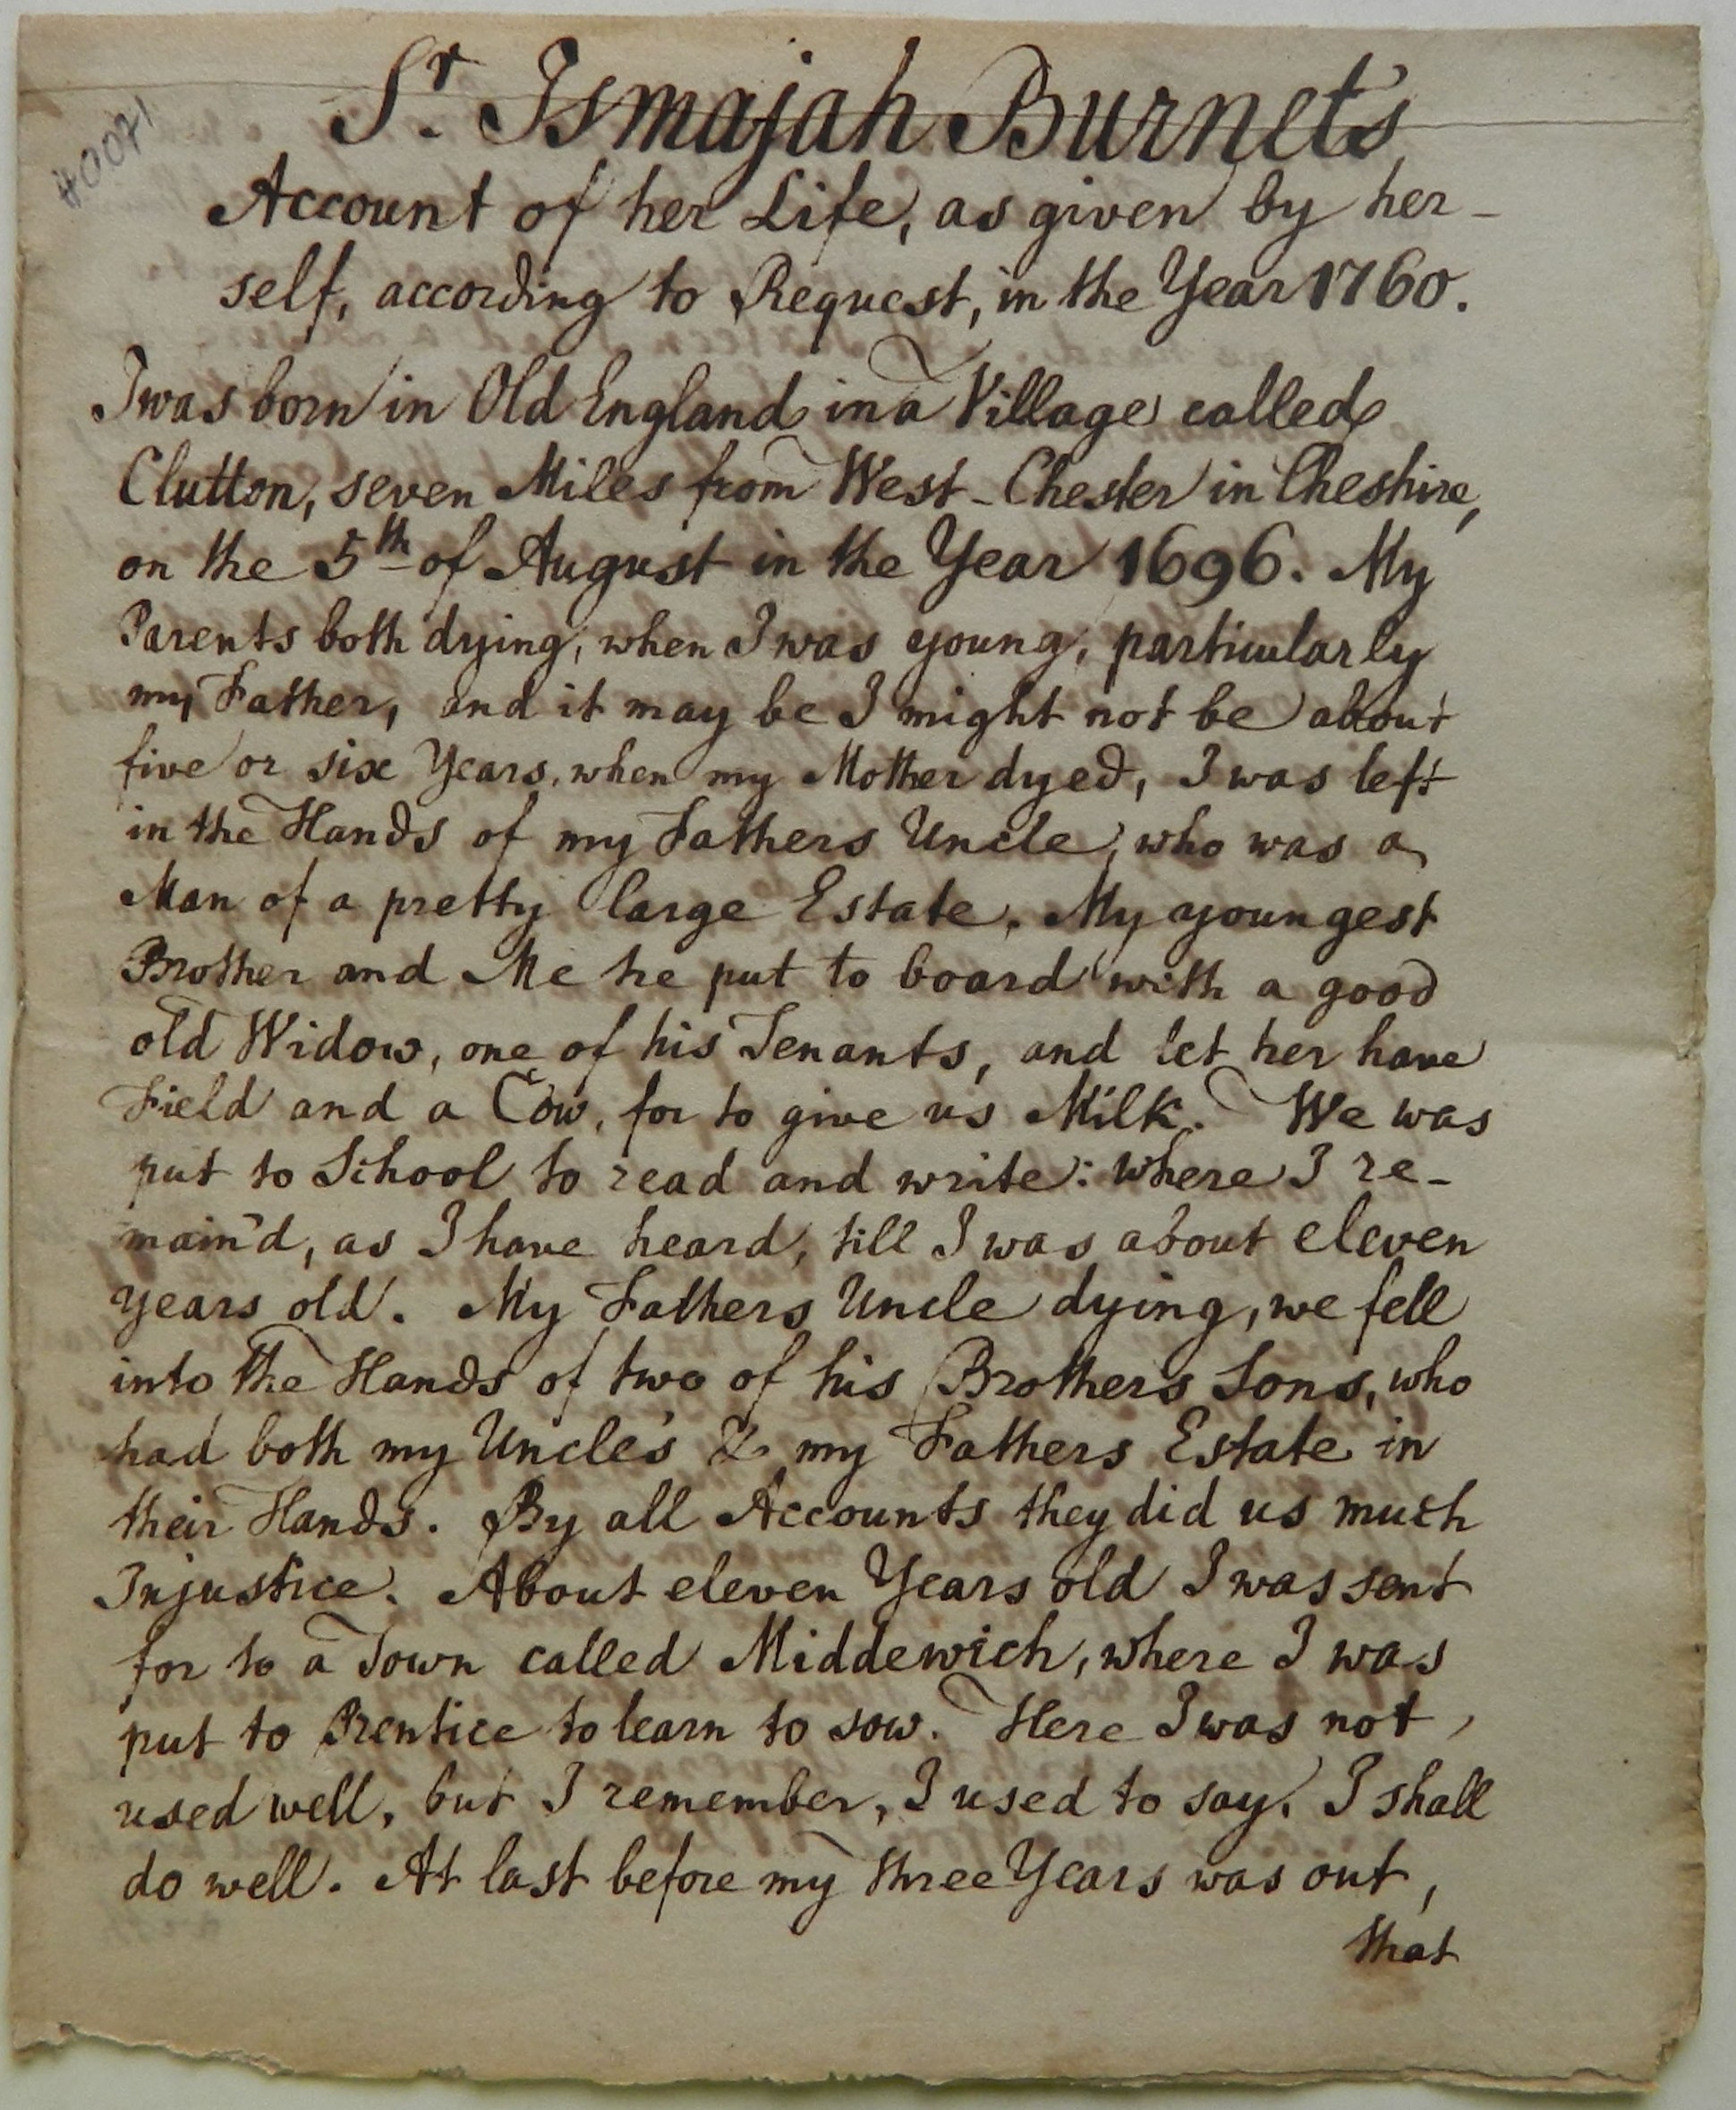 40071
Sr. Ismajah Burnets
Account of her Life, as given by her-
self, according to Request, in the Year 1760.
I was born in Old England in a Village called
Clutton, seven Miles from West-Chester in Cheshire,
on the 5th of August in the Year 1696. My
Parents both dying, when I was young, particularly
my Father, and it may be I might not be about
five or six Years, when my Mother dyed, I was left
in the Hands of my Fathers Uncle, who was a
Man of a pretty large Estate. My youngest
Brother and Me he put to board with a good
old Widow, one of his Tenants, and let her have
Field and a Cow, for to give us Milk. We was
put to School to read and write: where I re-
main'd, as I have heard, till I was about eleven
years old. My Fathers Uncle dying, we fell
into the Hands of two of his Brothers Sons, who
had both my Uncle's & my Fathers Estate in
their Hands. By all Accounts they did us much
Injustice. About eleven Years old I was sent
for to a Town called Middewich, where I was
put to Prentice to learn to sow. Here I was not
used well, but I remember, I used to say, I shall
do well. At last before my three Years was out,
that